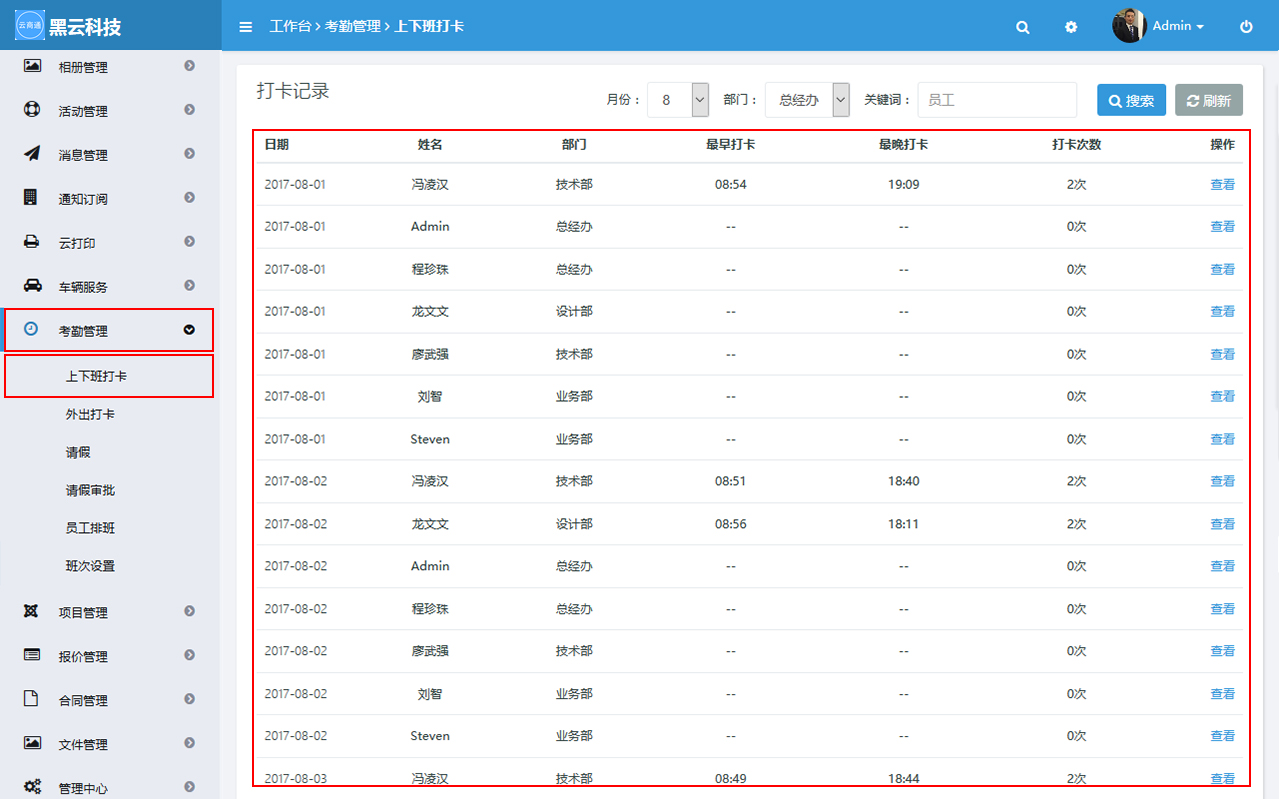 云商通 黑云科技
工作台 > 考勤管理 > 上下班打卡
Admin
相册管理
活动管理
消息管理
通知订阅
云打印
车辆服务
考勤管理
上下班打卡
外出打卡
请假
请假审批
员工排班
班次设置
项目管理
报价管理
合同管理
文件管理
管理中心
打卡记录
月份： 8 部门： 总经办 关键词： 员工 搜索 刷新
日期 姓名 部门 最早打卡 最晚打卡 打卡次数 操作
2017-08-01 冯凌汉 技术部 08:54 19:09 2次 查看
2017-08-01 Admin 总经办 -- -- 0次 查看
2017-08-01 程珍珠 总经办 -- -- 0次 查看
2017-08-01 龙文文 设计部 -- -- 0次 查看
2017-08-01 廖武强 技术部 -- -- 0次 查看
2017-08-01 刘智 业务部 -- -- 0次 查看
2017-08-01 Steven 业务部 -- -- 0次 查看
2017-08-02 冯凌汉 技术部 08:51 18:40 2次 查看
2017-08-02 龙文文 设计部 08:56 18:11 2次 查看
2017-08-02 Admin 总经办 -- -- 0次 查看
2017-08-02 程珍珠 总经办 -- -- 0次 查看
2017-08-02 廖武强 技术部 -- -- 0次 查看
2017-08-02 刘智 业务部 -- -- 0次 查看
2017-08-02 Steven 业务部 -- -- 0次 查看
2017-08-03 冯凌汉 技术部 08:49 18:44 2次 查看